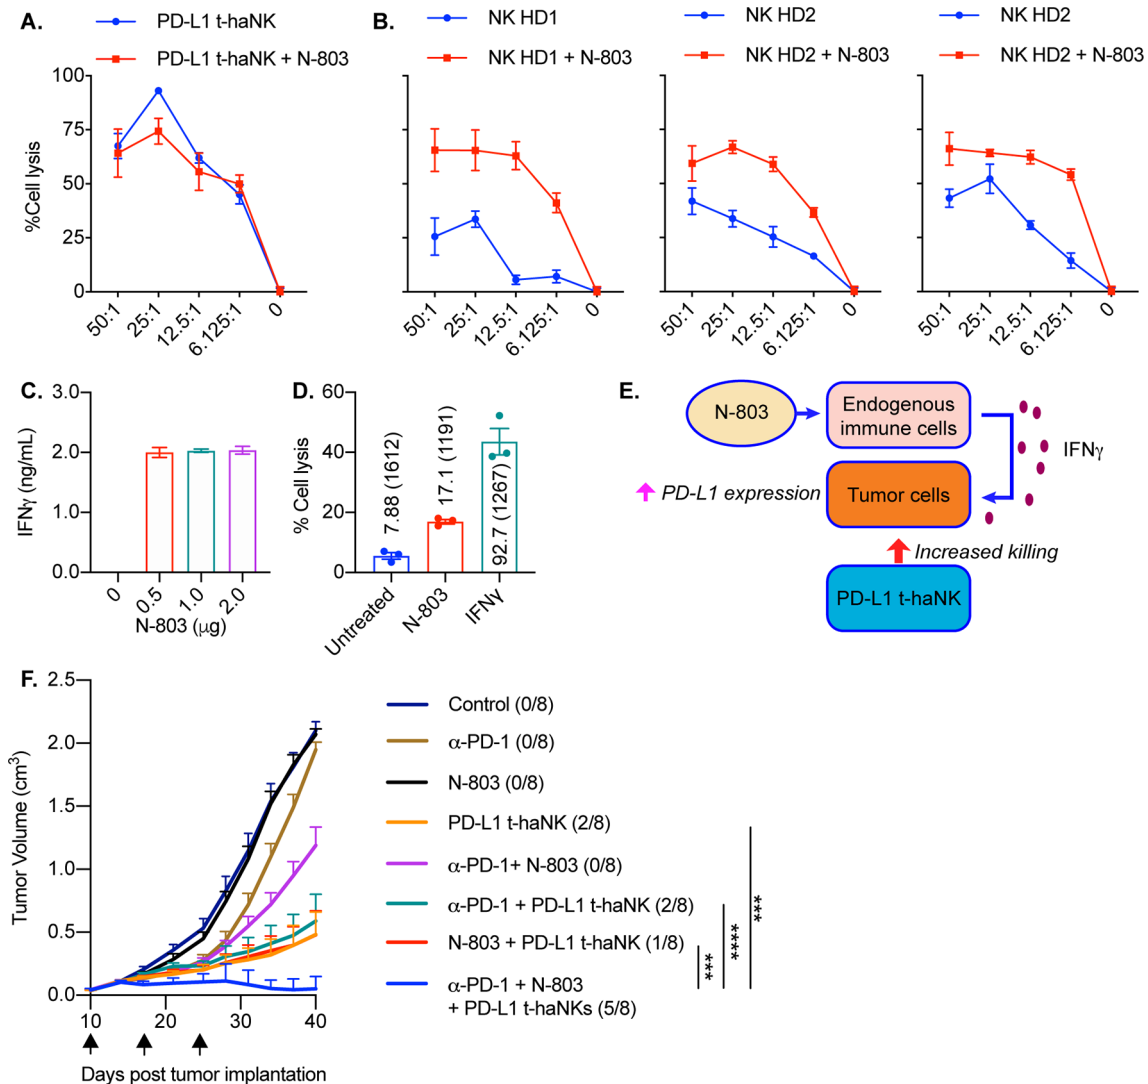 A.
PD-L1 t-haNK
PD-L1 t-haNK + N-803
%Cell lysis
100
75
50
25
0
50:1
25:1
12.5:1
6.125:1
0
B.
NK HD1
NK HD1 + N-803
50:1
25:1
12.5:1
6.125:1
0
NK HD2
NK HD2 + N-803
50:1
25:1
12.5:1
6.125:1
0
NK HD2
NK HD2 + N-803
50:1
25:1
12.5:1
6.125:1
0
C.
IFNγ (ng/mL)
3.0
2.0
1.0
0.0
0
0.5
1.0
2.0
N-803 (μg)
D.
% Cell lysis
60
40
20
0
7.88 (1612)
17.1 (1191)
92.7 (1267)
Untreated
N-803
IFNγ
E.
N-803
Endogenous
immune cells
IFNγ
PD-L1 expression
Tumor cells
Increased killing
PD-L1 t-haNK
F.
Tumor Volume (cm3)
2.5
2.0
1.5
1.0
0.5
0.0
10
20
30
40
Days post tumor implantation
Control (0/8)
α-PD-1 (0/8)
N-803 (0/8)
PD-L1 t-haNK (2/8)
α-PD-1+ N-803 (0/8)
α-PD-1 + PD-L1 t-haNK (2/8)
N-803 + PD-L1 t-haNK (1/8)
α-PD-1 + N-803
+ PD-L1 t-haNKs (5/8)
***
****
***